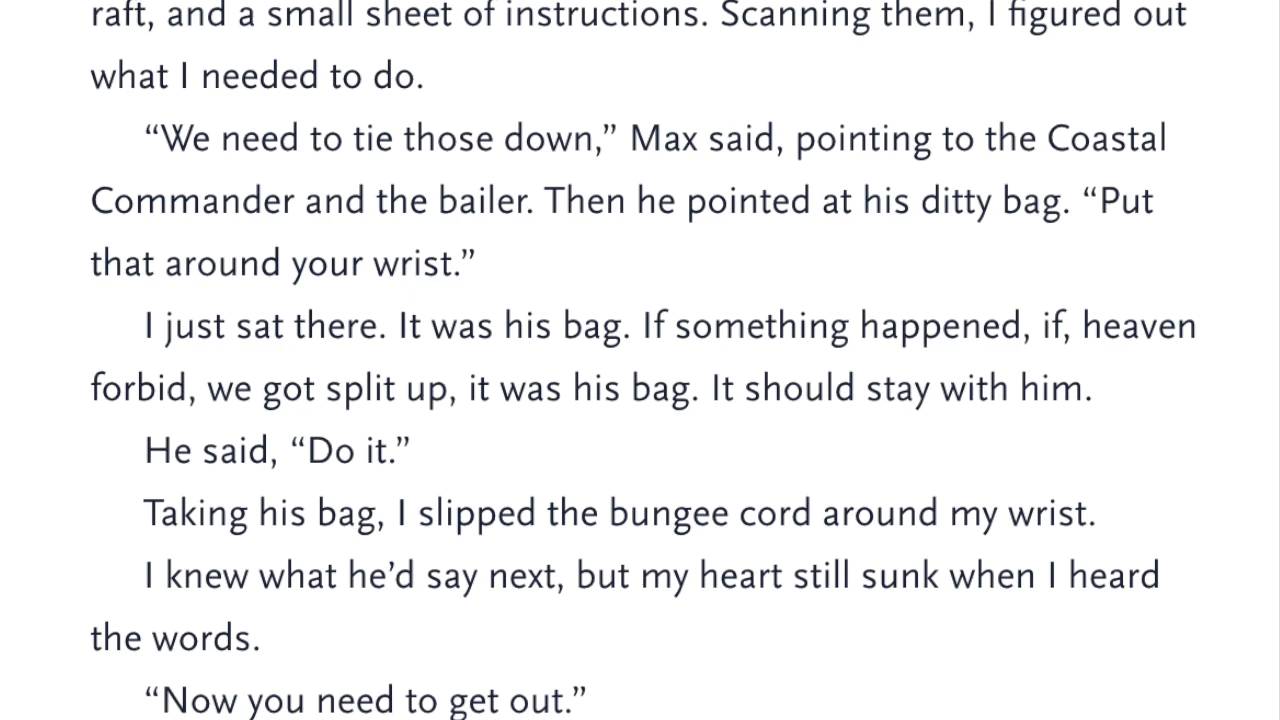 raft, and a small sheet of instructions. Scanning them, I figured out
what I needed to do.
“We need to tie those down,” Max said, pointing to the Coastal
Commander and the bailer. Then he pointed at his ditty bag. “Put
that around your wrist.”
I just sat there. It was his bag. If something happened, if, heaven
forbid, we got split up, it was his bag. It should stay with him.
He said, “Do it.”
Taking his bag, I slipped the bungee cord around my wrist.
I knew what he’d say next, but my heart still sunk when I heard
the words.
“Now you need to get out.”